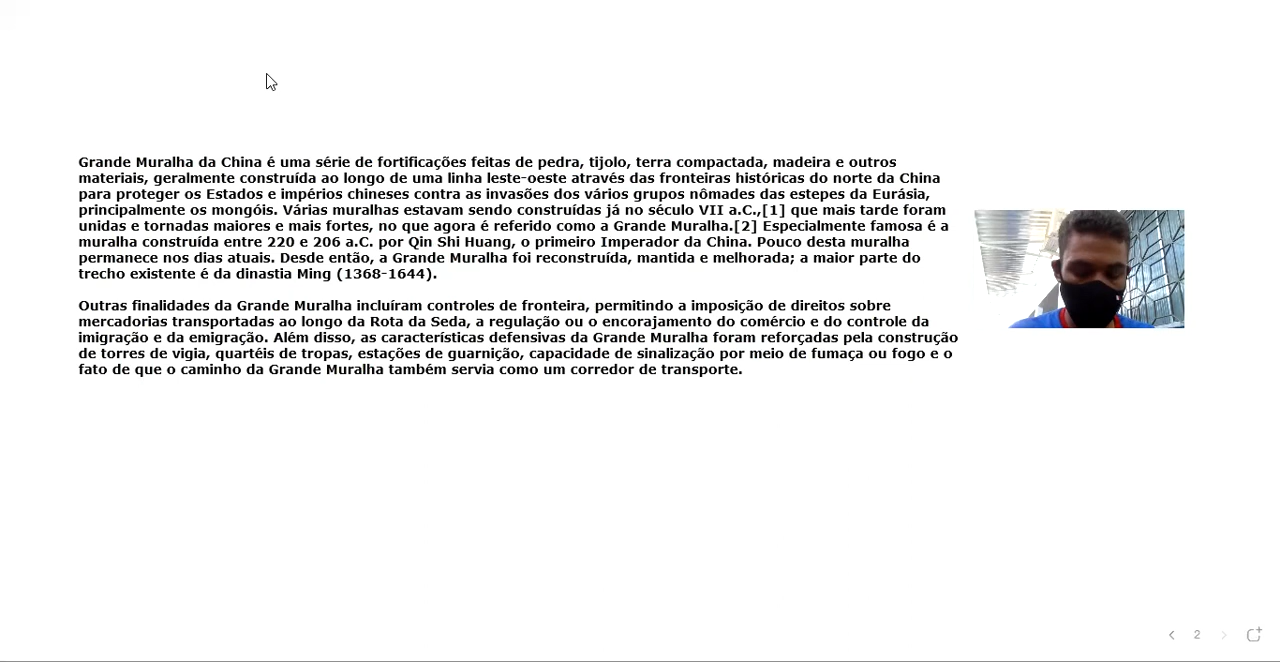 Grande Muralha da China é uma série de fortificações feitas de pedra, tijolo, terra compactada, madeira e outros
materiais, geralmente construída ao longo de uma linha leste-oeste através das fronteiras históricas do norte da China
para proteger os Estados e impérios chineses contra as invasões dos vários grupos nômades das estepes da Eurásia,
principalmente os mongóis. Várias muralhas estavam sendo construídas já no século VII a.C.,[1] que mais tarde foram
unidas e tornadas maiores e mais fortes, no que agora é referido como a Grande Muralha.[2] Especialmente famosa é a
muralha construída entre 220 e 206 a.C. por Qin Shi Huang, o primeiro Imperador da China. Pouco desta muralha
permanece nos dias atuais. Desde então, a Grande Muralha foi reconstruída, mantida e melhorada; a maior parte do
trecho existente é da dinastia Ming (1368-1644).
Outras finalidades da Grande Muralha incluíram controles de fronteira, permitindo a imposição de direitos sobre
mercadorias transportadas ao longo da Rota da Seda, a regulação ou o encorajamento do comércio e do controle da
imigração e da emigração. Além disso, as características defensivas da Grande Muralha foram reforçadas pela construção
de torres de vigia, quartéis de tropas, estações de guarnição, capacidade de sinalização por meio de fumaça ou fogo e o
fato de que o caminho da Grande Muralha também servia como um corredor de transporte.
2